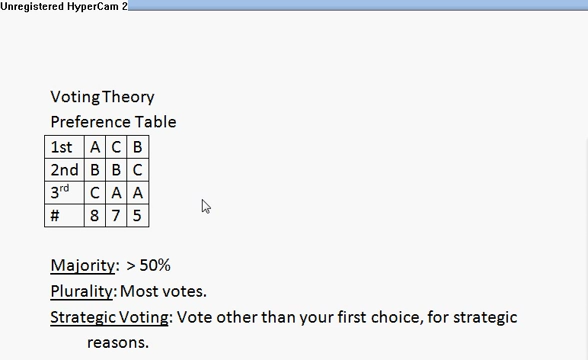 Unregistered HyperCam 2
Voting Theory
Preference Table
1st A C B
2nd B B C
3rd C A A
# 8 7 5
Majority: > 50%
Plurality: Most votes.
Strategic Voting: Vote other than your first choice, for strategic
reasons.